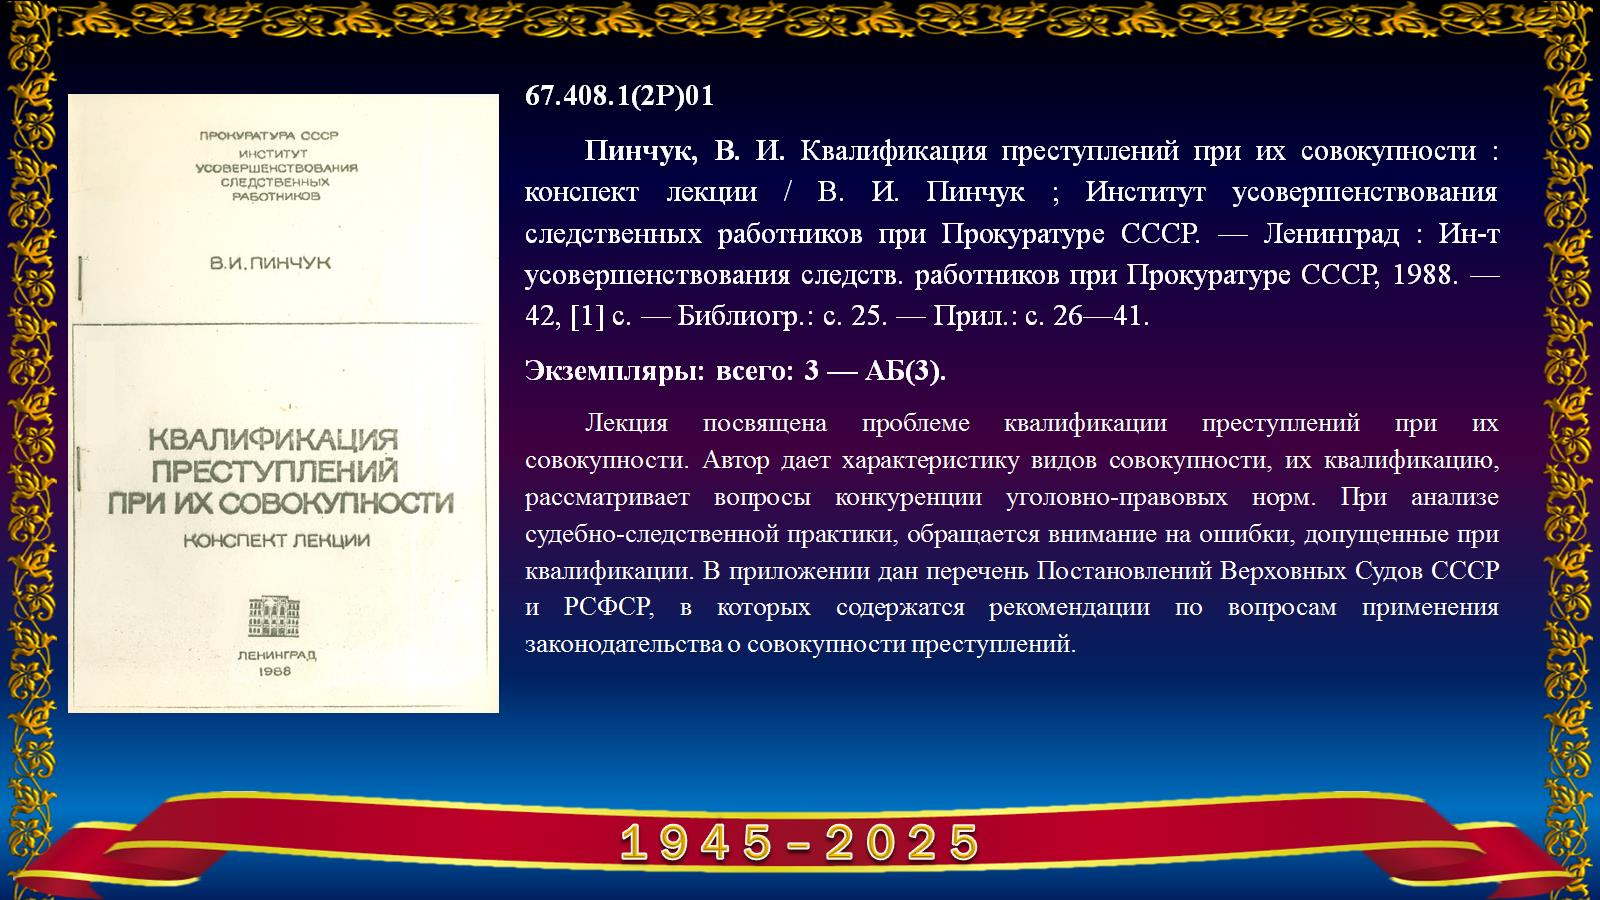 ПРОКУРАТУРА СССР
ИНСТИТУТ
УСОВЕРШЕНСТВОВАНИЯ
СЛЕДСТВЕННЫХ
РАБОТНИКОВ
В.И.ПИНЧУК
КВАЛИФИКАЦИЯ
ПРЕСТУПЛЕНИЙ
ПРИ ИХ СОВОКУПНОСТИ
КОНСПЕКТ ЛЕКЦИИ
ЛЕНИНГРАД
1988
67.408.1(2Р)01
Пинчук, В. И. Квалификация преступлений при их совокупности :
конспект лекции / В. И. Пинчук ; Институт усовершенствования
следственных работников при Прокуратуре СССР. — Ленинград : Ин-т
усовершенствования следств. работников при Прокуратуре СССР, 1988. —
42, [1] с. — Библиогр.: с. 25. — Прил.: с. 26—41.
Экземпляры: всего: 3 — АБ(3).
Лекция посвящена проблеме квалификации преступлений при их
совокупности. Автор дает характеристику видов совокупности, их квалификацию,
рассматривает вопросы конкуренции уголовно-правовых норм. При анализе
судебно-следственной практики, обращается внимание на ошибки, допущенные при
квалификации. В приложении дан перечень Постановлений Верховных Судов СССР
и РСФСР, в которых содержатся рекомендации по вопросам применения
законодательства о совокупности преступлений.
1945–2025